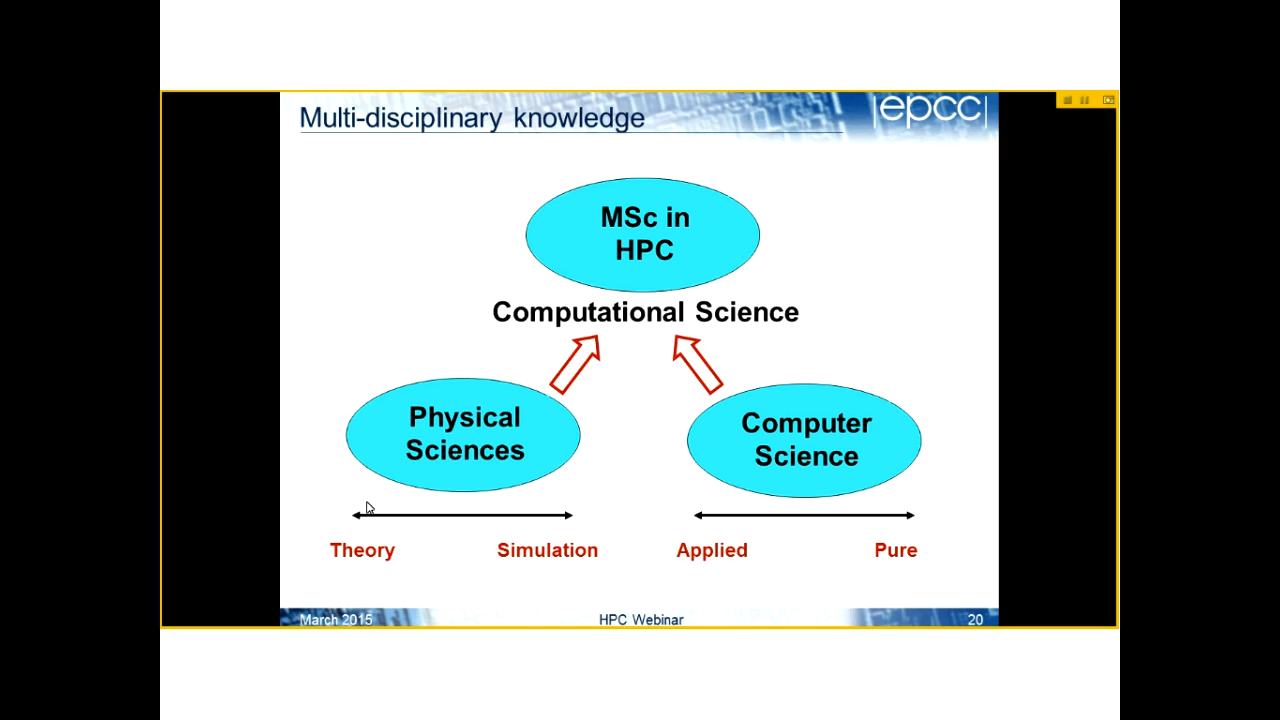 Multi-disciplinary knowledge
|epcc|
MSc in
HPC
Computational Science
Physical
Sciences
Computer
Science
Theory
Simulation
Applied
Pure
March 2015
HPC Webinar
20